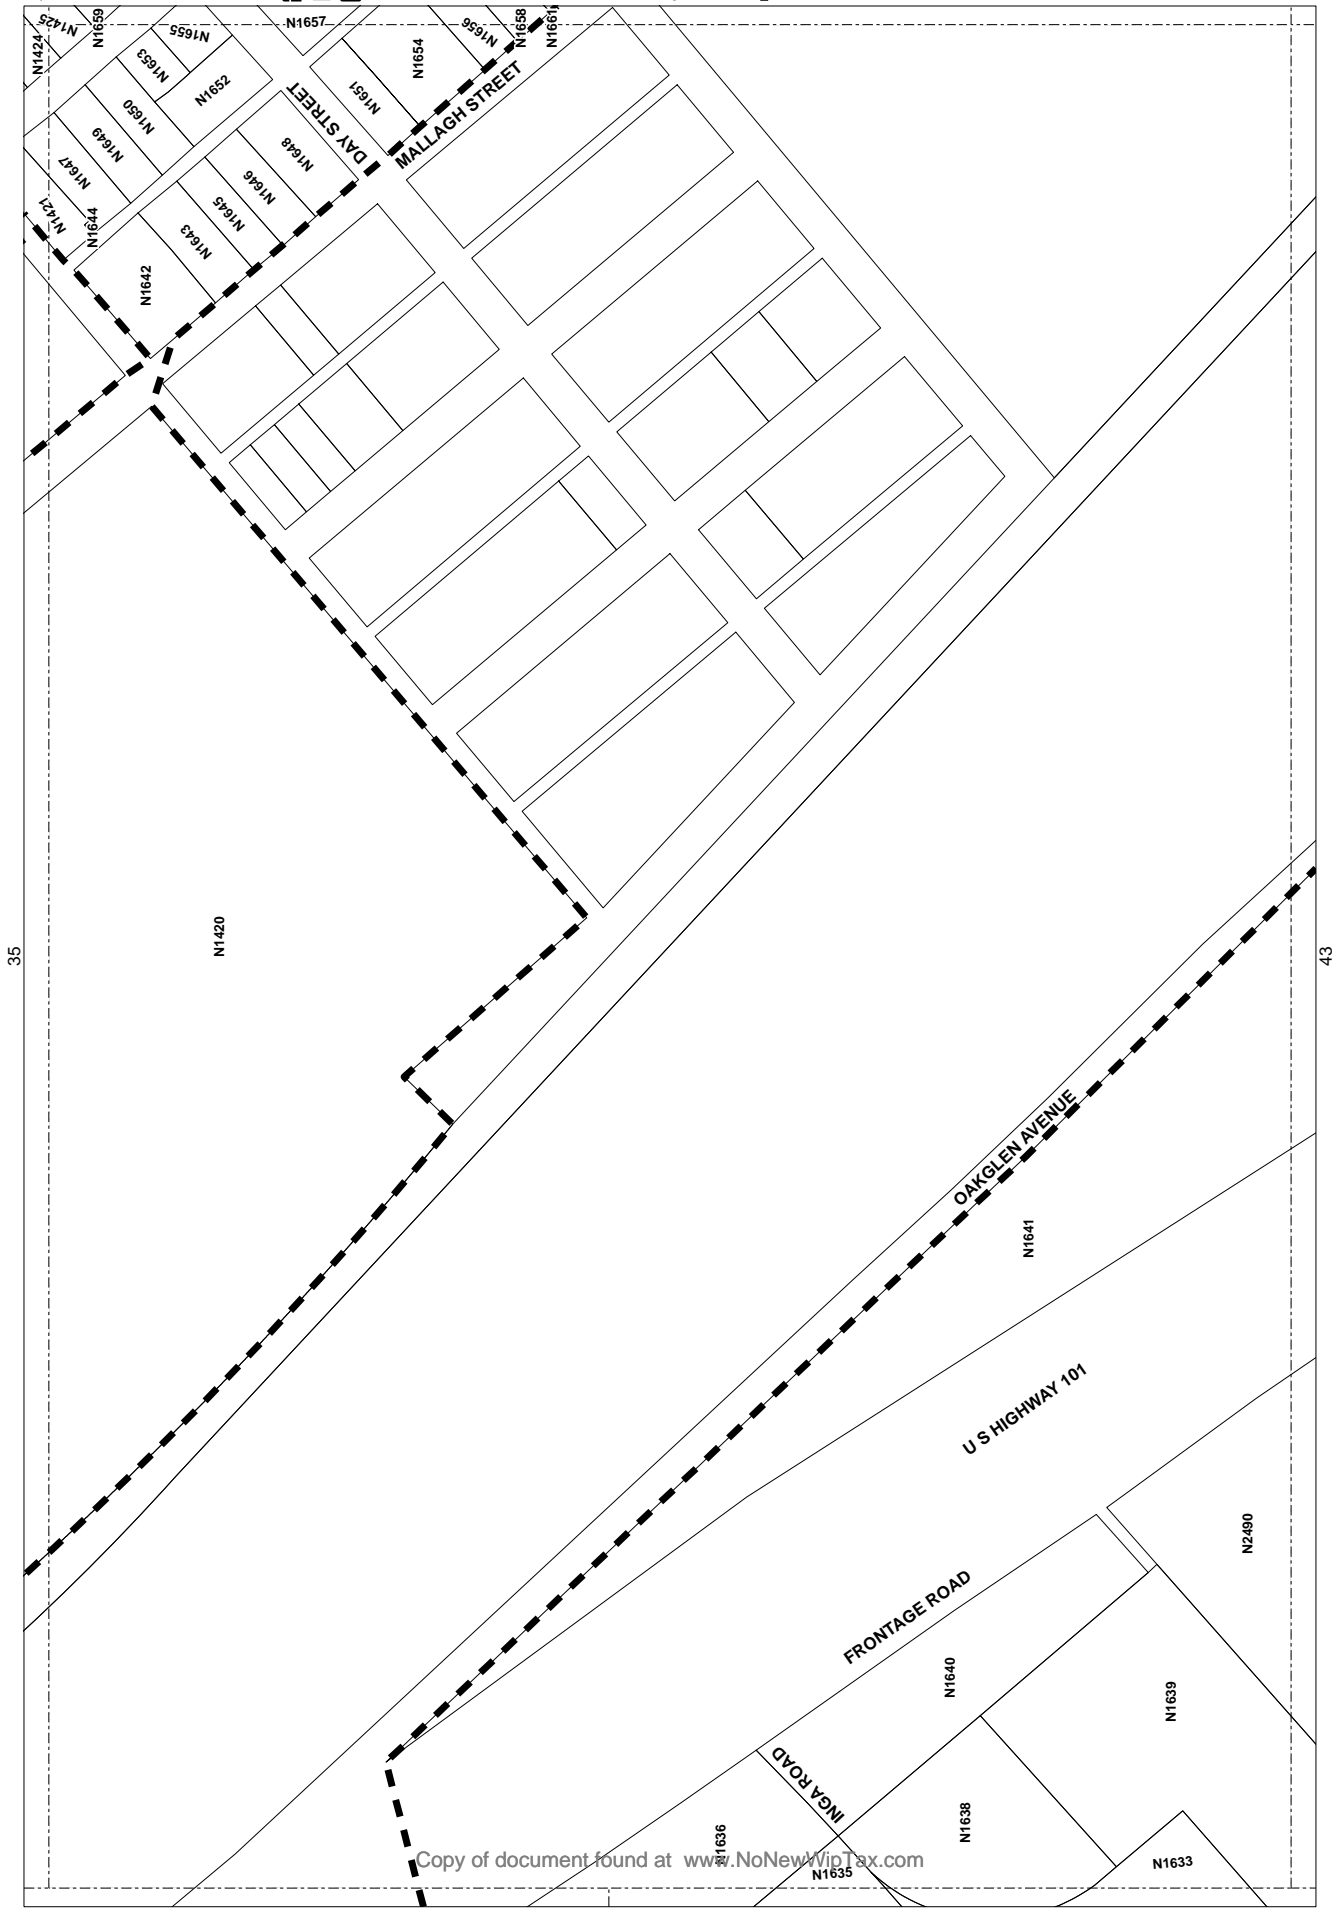 N1425
N1659
N1655
N1657
N1656
N1658
N1661
N1424
N1653
N1654
N1652
N1651
N1650
DAY STREET
MALLAGH STREET
N1649
N1648
N1647
N1646
N1645
N1421
N1644
N1643
N1642
N1420
35
43
OAKGLEN AVENUE
N1641
U S HIGHWAY 101
N2490
FRONTAGE ROAD
N1640
N1639
INGA ROAD
N1638
N1636
N1635
N1633
Copy of document found at www.NoNewWipTax.com